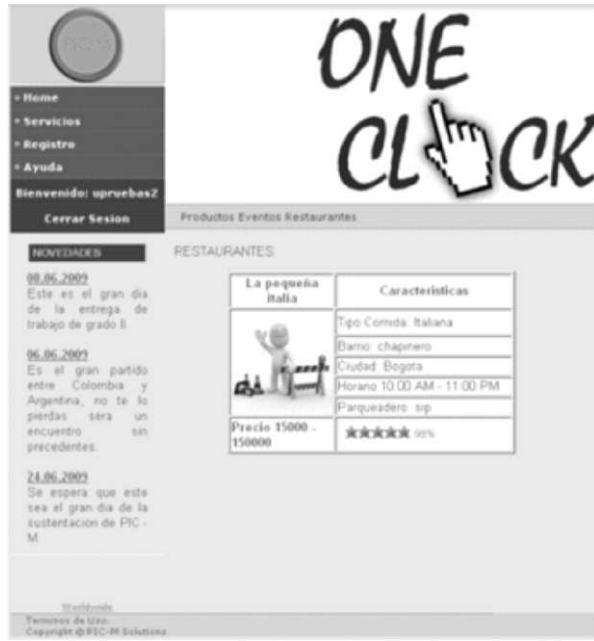 PIC-M
ONE
CLICK
Home
Servicios
Registro
Ayuda
Bienvenido: upruebas2
Cerrar Sesion
Productos Eventos Restaurantes
NOVEDADES
08.06.2009
Este es el gran dia
de la entrega de
trabajo de grado II.
06.06.2009
Es el gran partido
entre Colombia y
Argentina, no te lo
pierdas sera un
encuentro sin
precedentes.
24.06.2009
Se espera que este
sea el gran dia de la
sustentacion de PIC -
M
RESTAURANTES
La pequeña
italia
Caracteristicas
Tipo Comida: Italiana
Barrio: chapinero
Ciudad: Bogota
Horario 10:00 AM - 11:00 PM
Parqueadero: sip
Precio 15000 -
150000
98%
Worldwide
Terminos de Uso.
Copyright @ PIC-M Solutions